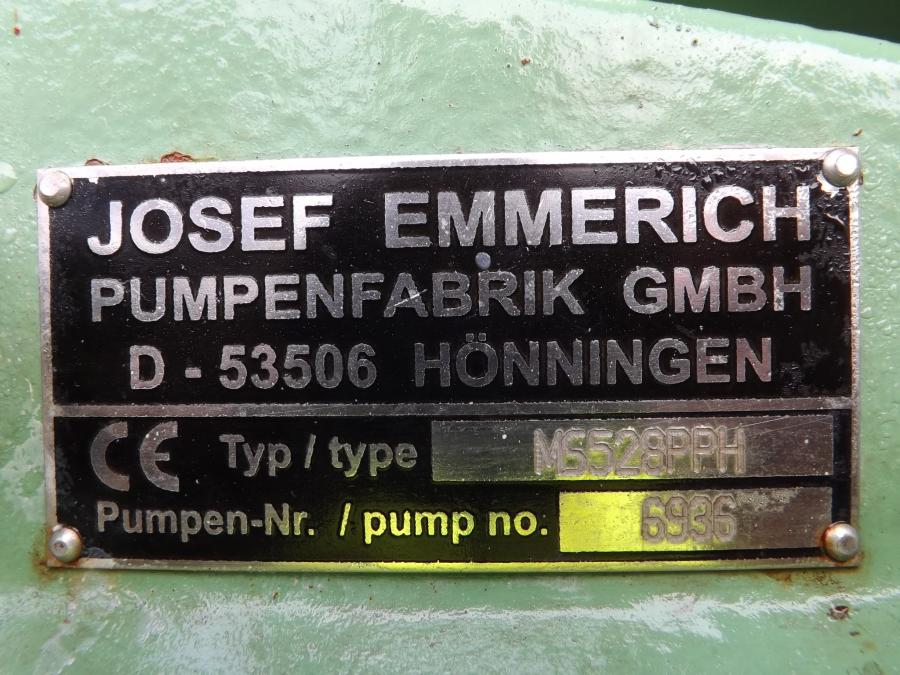 JOSEF EMMERICH
PUMPENFABRIK GMBH
D - 53506 HÖNNINGEN
CE Typ / type MS528PPH
Pumpen-Nr. / pump no. 6936